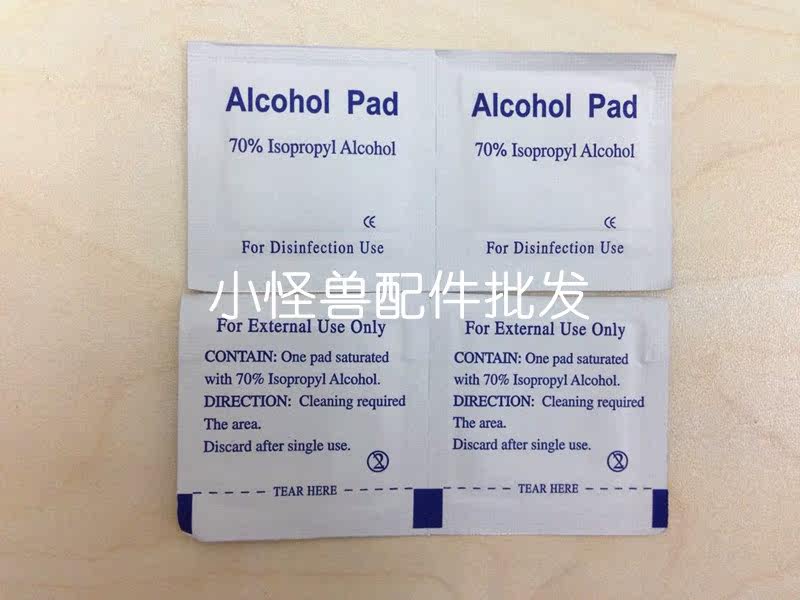 Alcohol Pad
70% Isopropyl Alcohol
CE
For Disinfection Use
Alcohol Pad
70% Isopropyl Alcohol
CE
For Disinfection Use
小怪兽配件批发
For External Use Only
CONTAIN: One pad saturated
with 70% Isopropyl Alcohol.
DIRECTION: Cleaning required
The area.
Discard after single use.
2
TEAR HERE
For External Use Only
CONTAIN: One pad saturated
with 70% Isopropyl Alcohol.
DIRECTION: Cleaning required
The area.
Discard after single use.
2
TEAR HERE